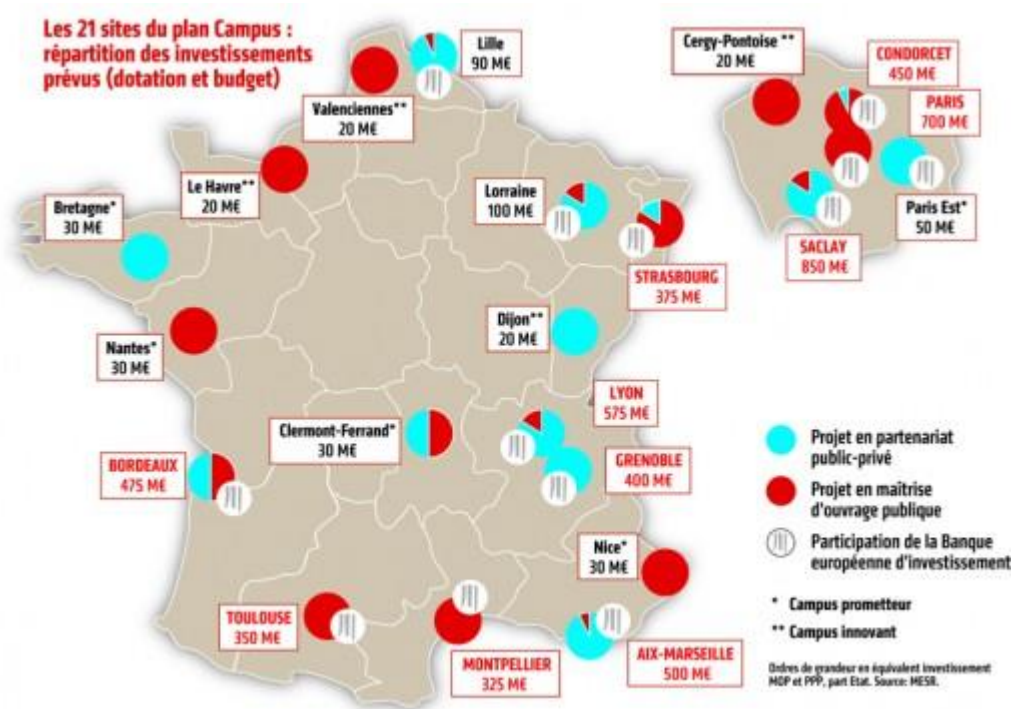 Les 21 sites du plan Campus :
répartition des investissements
prévus (dotation et budget)
Lille
90 M€
Valenciennes**
20 M€
Le Havre**
20 M€
Bretagne*
30 M€
Lorraine
100 M€
STRASBOURG
375 M€
Nantes*
30 M€
Dijon**
20 M€
LYON
575 M€
Clermont-Ferrand*
30 M€
GRENOBLE
400 M€
BORDEAUX
475 M€
Nice*
30 M€
TOULOUSE
350 M€
MONTPELLIER
325 M€
AIX-MARSEILLE
500 M€
Cergy-Pontoise **
20 M€
CONDORCET
450 M€
PARIS
700 M€
Paris Est*
50 M€
SACLAY
850 M€
Projet en partenariat
public-privé
Projet en maîtrise
d'ouvrage publique
Participation de la Banque
européenne d'investissement
* Campus prometteur
** Campus innovant
Ordres de grandeur en équivalent investissement
MOP et PPP, part Etat. Source: MESR.